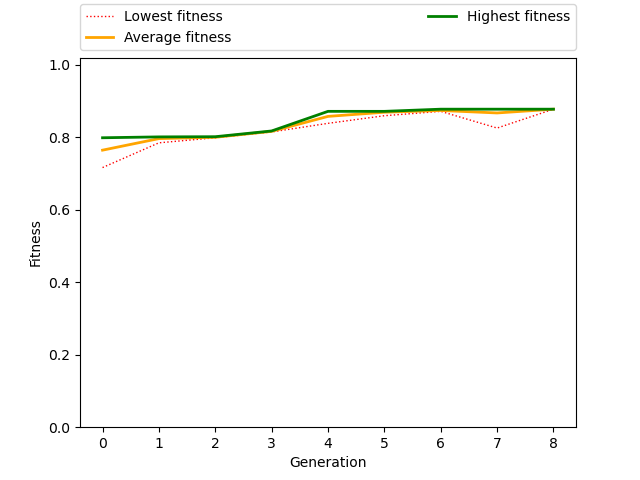 Lowest fitness
Average fitness
Highest fitness
1.0
0.8
0.6
0.4
0.2
0.0
Fitness
0 1 2 3 4 5 6 7 8
Generation